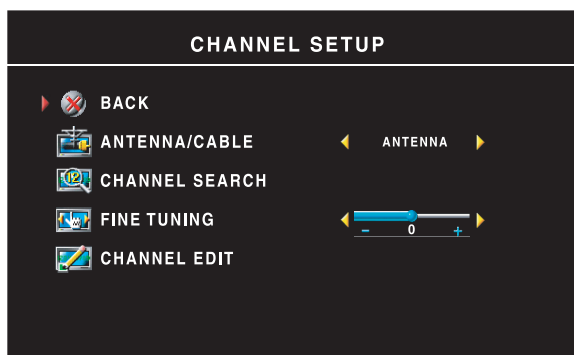 CHANNEL SETUP
BACK
ANTENNA/CABLE ANTENNA
CHANNEL SEARCH
FINE TUNING
- 0 +
CHANNEL EDIT